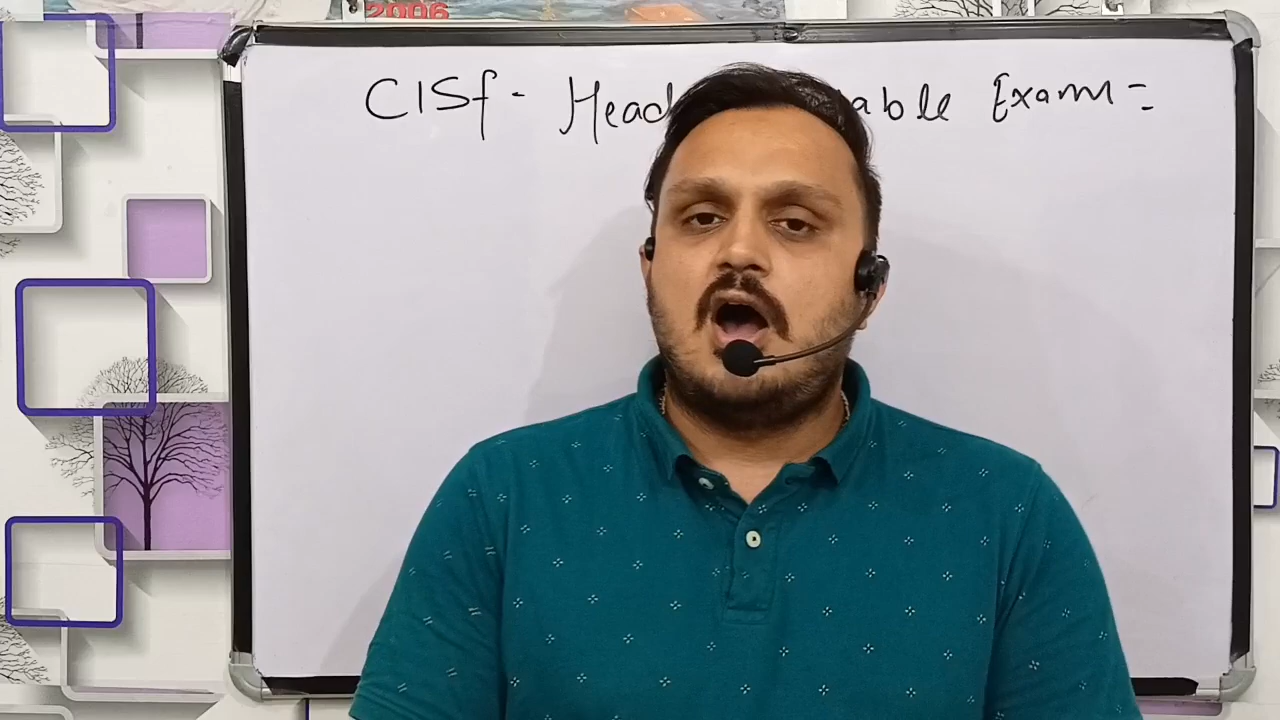 2006
CISf - Head able Exam =